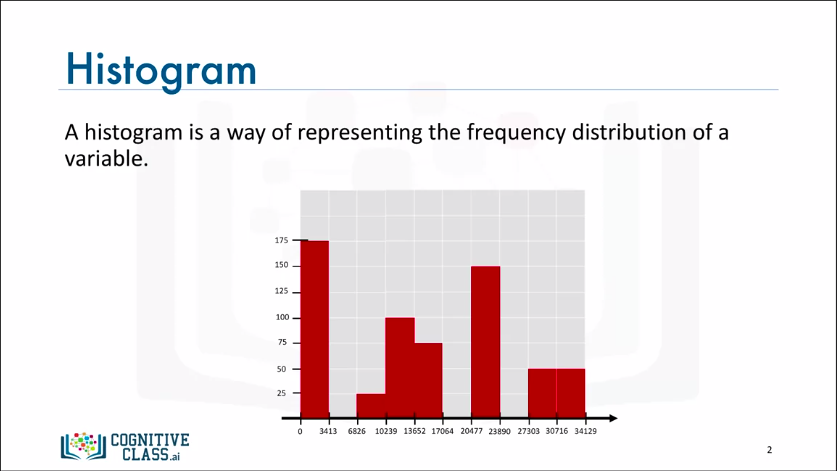 Histogram
A histogram is a way of representing the frequency distribution of a
variable.
175
150
125
100
75
50
25
0 3413 6826 10239 13652 17064 20477 23890 27303 30716 34129
COGNITIVE
CLASS.ai
2